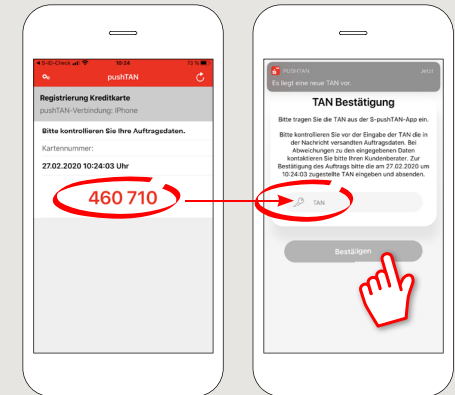 S-ID-Check
10:24
73 %
pushTAN
Registrierung Kreditkarte
pushTAN-Verbindung: IPhone
Bitte kontrollieren Sie Ihre Auftragsdaten.
Kartennummer:
27.02.2020 10:24:03 Uhr
460 710
PUSHTAN
Jetzt
Es liegt eine neue TAN vor.
TAN Bestätigung
Bitte tragen Sie die TAN aus der S-pushTAN-App ein.
Bitte kontrollieren Sie vor der Eingabe der TAN die in
der Nachricht versandten Auftragsdaten. Bei
Abweichungen zu den eingegebenen Daten
kontaktieren Sie bitte Ihren Kundenberater. Zur
Bestätigung des Auftrags bitte die am 27.02.2020 um
10:24:03 zugestellte TAN eingeben und absenden.
TAN
Bestätigen